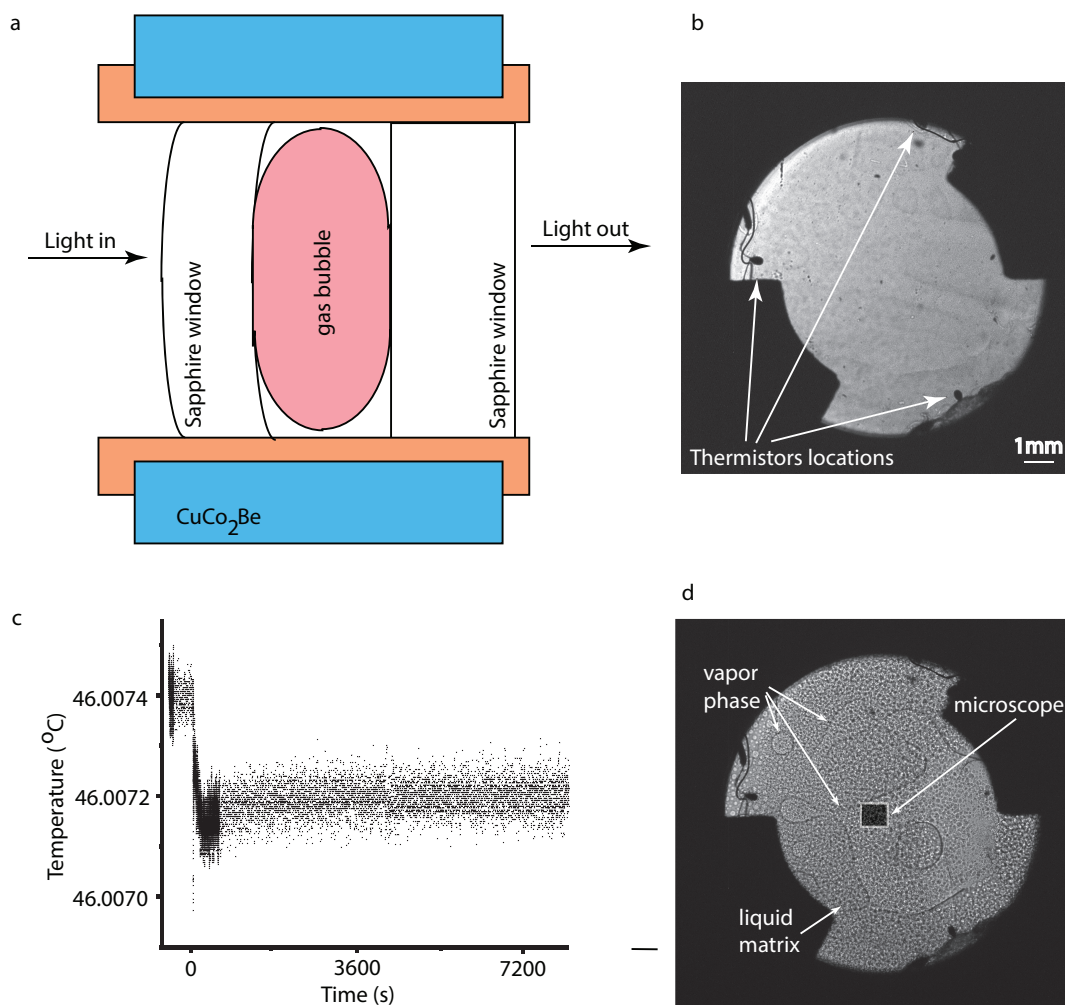 a
Light in
Sapphire window
gas bubble
Sapphire window
Light out
CuCo2Be
b
Thermistors locations
1mm
c
Temperature ( oC)
46.0074
46.0072
46.0070
0
3600
7200
Time (s)
d
vapor
phase
microscope
liquid
matrix